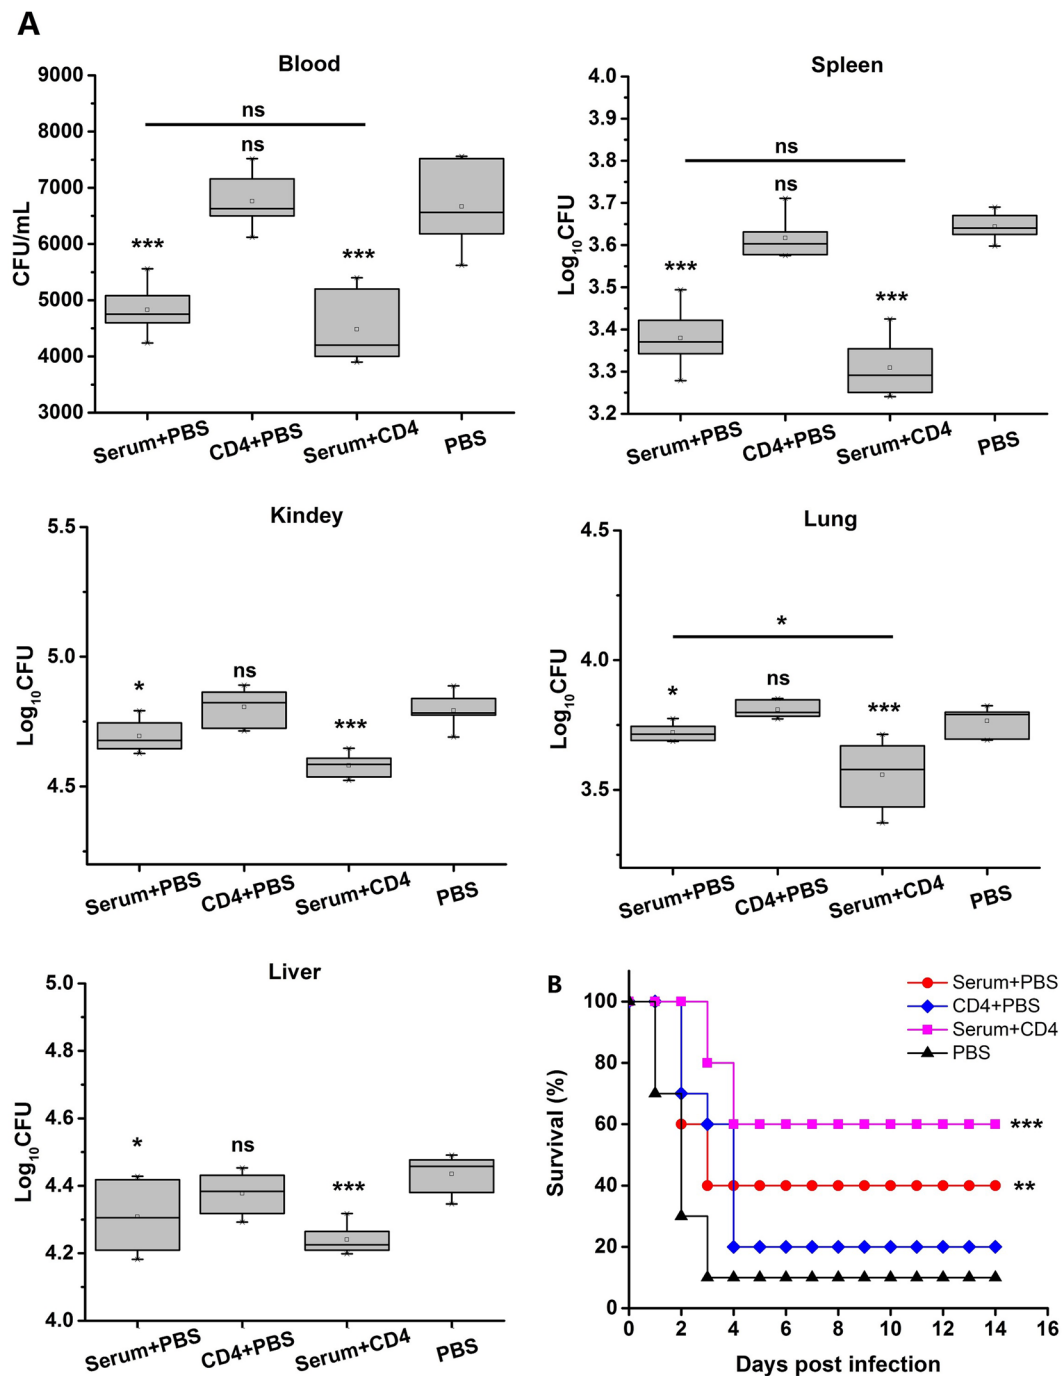 A
Blood
9000
8000
7000
6000
5000
4000
3000
CFU/mL
ns
ns
***
***
Serum+PBS
CD4+PBS
Serum+CD4
PBS
Spleen
4.0
3.9
3.8
3.7
3.6
3.5
3.4
3.3
3.2
Log10CFU
ns
ns
***
***
Serum+PBS
CD4+PBS
Serum+CD4
PBS
Kindey
5.5
5.0
4.5
Log10CFU
*
ns
***
Serum+PBS
CD4+PBS
Serum+CD4
PBS
Lung
4.5
4.0
3.5
Log10CFU
*
*
ns
***
Serum+PBS
CD4+PBS
Serum+CD4
PBS
Liver
5.0
4.8
4.6
4.4
4.2
4.0
Log10CFU
*
ns
***
Serum+PBS
CD4+PBS
Serum+CD4
PBS
B
Serum+PBS
CD4+PBS
Serum+CD4
PBS
100
80
60
40
20
0
Survival (%)
***
**
0 2 4 6 8 10 12 14 16
Days post infection